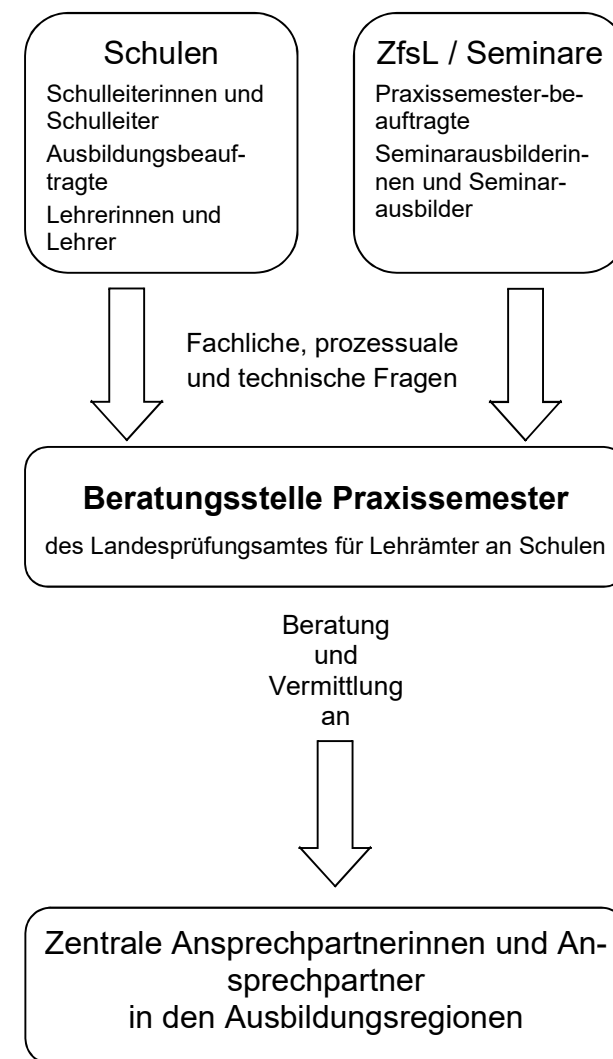 Schulen
Schulleiterinnen und
Schulleiter
Ausbildungsbeauf-
tragte
Lehrerinnen und
Lehrer
ZfsL / Seminare
Praxissemester-be-
auftragte
Seminarausbilderin-
nen und Seminar-
ausbilder
Fachliche, prozessuale
und technische Fragen
Beratungsstelle Praxissemester
des Landesprüfungsamtes für Lehrämter an Schulen
Beratung
und
Vermittlung
an
Zentrale Ansprechpartnerinnen und An-
sprechpartner
in den Ausbildungsregionen